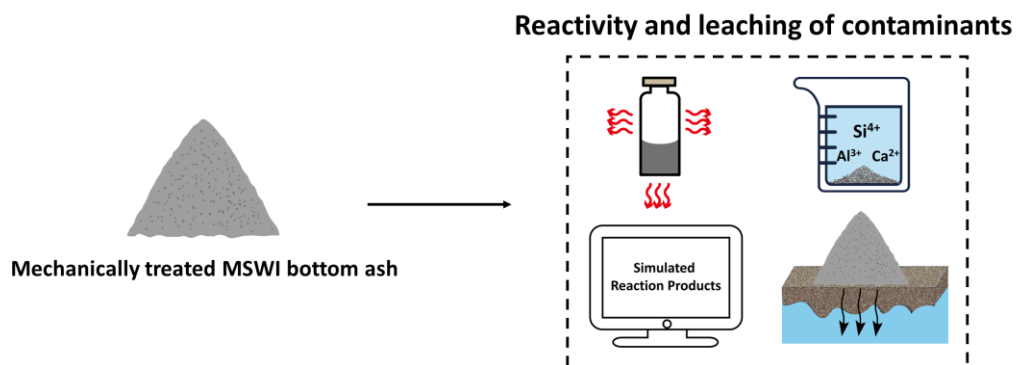 Reactivity and leaching of contaminants
Si⁴⁺
Al³⁺ Ca²⁺
Mechanically treated MSWI bottom ash
Simulated
Reaction Products